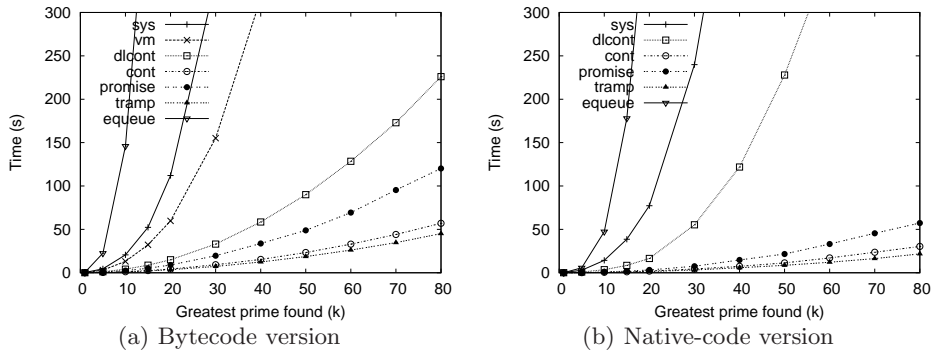 300
250
200
150
100
50
0
Time (s)
sys
vm
dlcont
cont
promise
tramp
equeue
0 10 20 30 40 50 60 70 80
Greatest prime found (k)
(a) Bytecode version
300
250
200
150
100
50
0
Time (s)
sys
dlcont
cont
promise
tramp
equeue
0 10 20 30 40 50 60 70 80
Greatest prime found (k)
(b) Native-code version